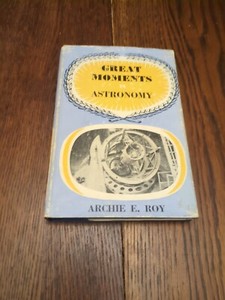 GREAT
MOMENTS
IN
ASTRONOMY
ARCHIE E. ROY